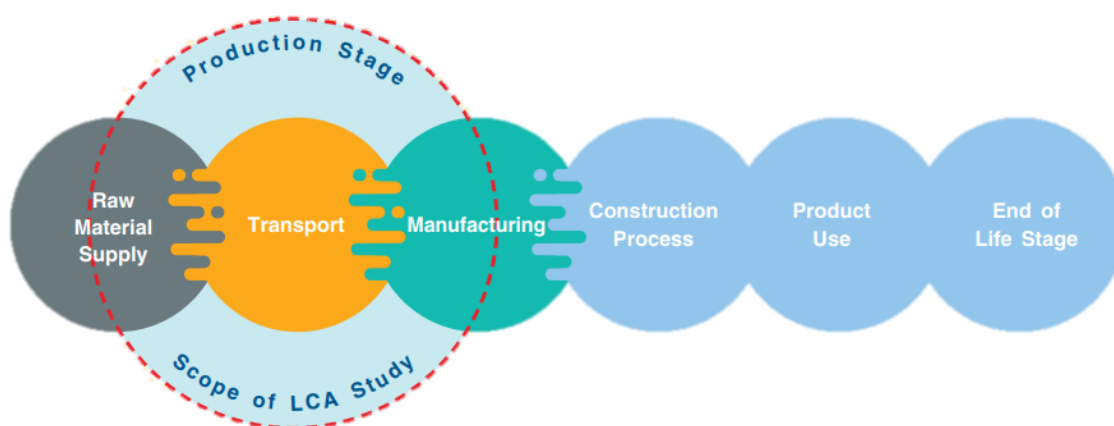 Production Stage
Raw
Material
Supply
Transport
Manufacturing
Construction
Process
Product
Use
End of
Life Stage
Scope of LCA Study